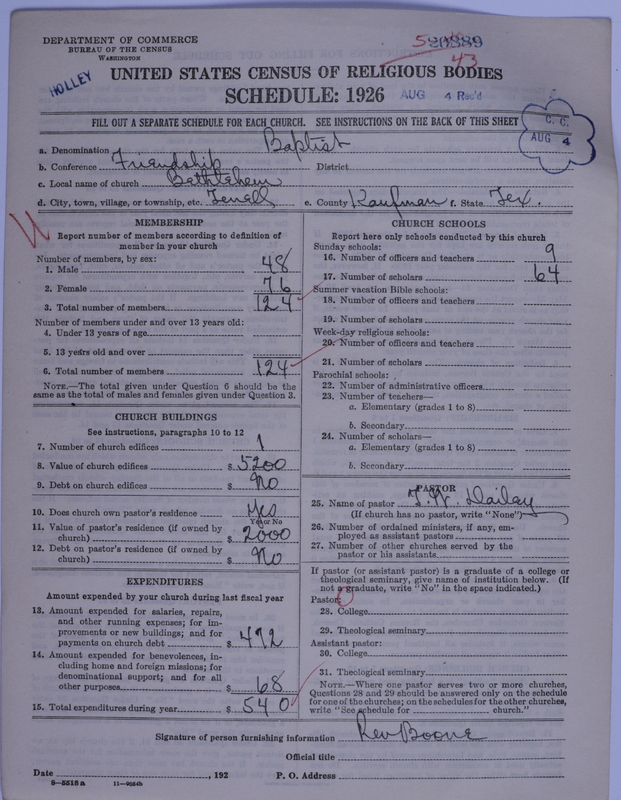 DEPARTMENT OF COMMERCE
BUREAU OF THE CENSUS
WASHINGTON
HOLLEY
43
UNITED STATES CENSUS OF RELIGIOUS BODIES
SCHEDULE: 1926
AUG 4 Rec'd
FILL OUT A SEPARATE SCHEDULE FOR EACH CHURCH. SEE INSTRUCTIONS ON THE BACK OF THIS SHEET
C. C.
AUG 4
a. Denomination Baptist
b. Conference Friendship District
c. Local name of church Bethlehem
d. City, town, village, or township, etc. e. County Kaufman f. State Tex.
MEMBERSHIP
Report number of members according to definition of
member in your church
Number of members, by sex:
1. Male 48
2. Female 76
3. Total number of members 124
Number of members under and over 13 years old:
4. Under 13 years of age
5. 13 years old and over
6. Total number of members 124
NOTE.—The total given under Question 6 should be the
same as the total of males and females given under Question 3.
CHURCH BUILDINGS
See instructions, paragraphs 10 to 12
7. Number of church edifices 1
8. Value of church edifices $ 5200
9. Debt on church edifices $ No
10. Does church own pastor's residence Yes
Yes or No
11. Value of pastor's residence (if owned by
church) $ 2000
12. Debt on pastor's residence (if owned by
church) $ No
EXPENDITURES
Amount expended by your church during last fiscal year
13. Amount expended for salaries, repairs,
and other running expenses; for im-
provements or new buildings; and for
payments on church debt $ 472
14. Amount expended for benevolences, in-
cluding home and foreign missions; for
denominational support; and for all
other purposes $ 68
15. Total expenditures during year $ 540
CHURCH SCHOOLS
Report here only schools conducted by this church
Sunday schools:
16. Number of officers and teachers 9
17. Number of scholars 64
Summer vacation Bible schools:
18. Number of officers and teachers
19. Number of scholars
Week-day religious schools:
20. Number of officers and teachers
21. Number of scholars
Parochial schools:
22. Number of administrative officers
23. Number of teachers—
a. Elementary (grades 1 to 8)
b. Secondary
24. Number of scholars—
a. Elementary (grades 1 to 8)
b. Secondary
PASTOR
25. Name of pastor T. W. Dailey
(If church has no pastor, write "None")
26. Number of ordained ministers, if any, em-
ployed as assistant pastors
27. Number of other churches served by the
pastor or his assistants
If pastor (or assistant pastor) is a graduate of a college or
theological seminary, give name of institution below. (If
not a graduate, write "No" in the space indicated.)
Pastor:
28. College
29. Theological seminary
Assistant pastor:
30. College
31. Theological seminary
NOTE.—Where one pastor serves two or more churches,
Questions 28 and 29 should be answered only on the schedule
for one of the churches; on the schedules for the other churches,
write "See schedule for church."
Signature of person furnishing information Rev Boone
Official title
Date , 192 P. O. Address
8—5518a 11—9034b